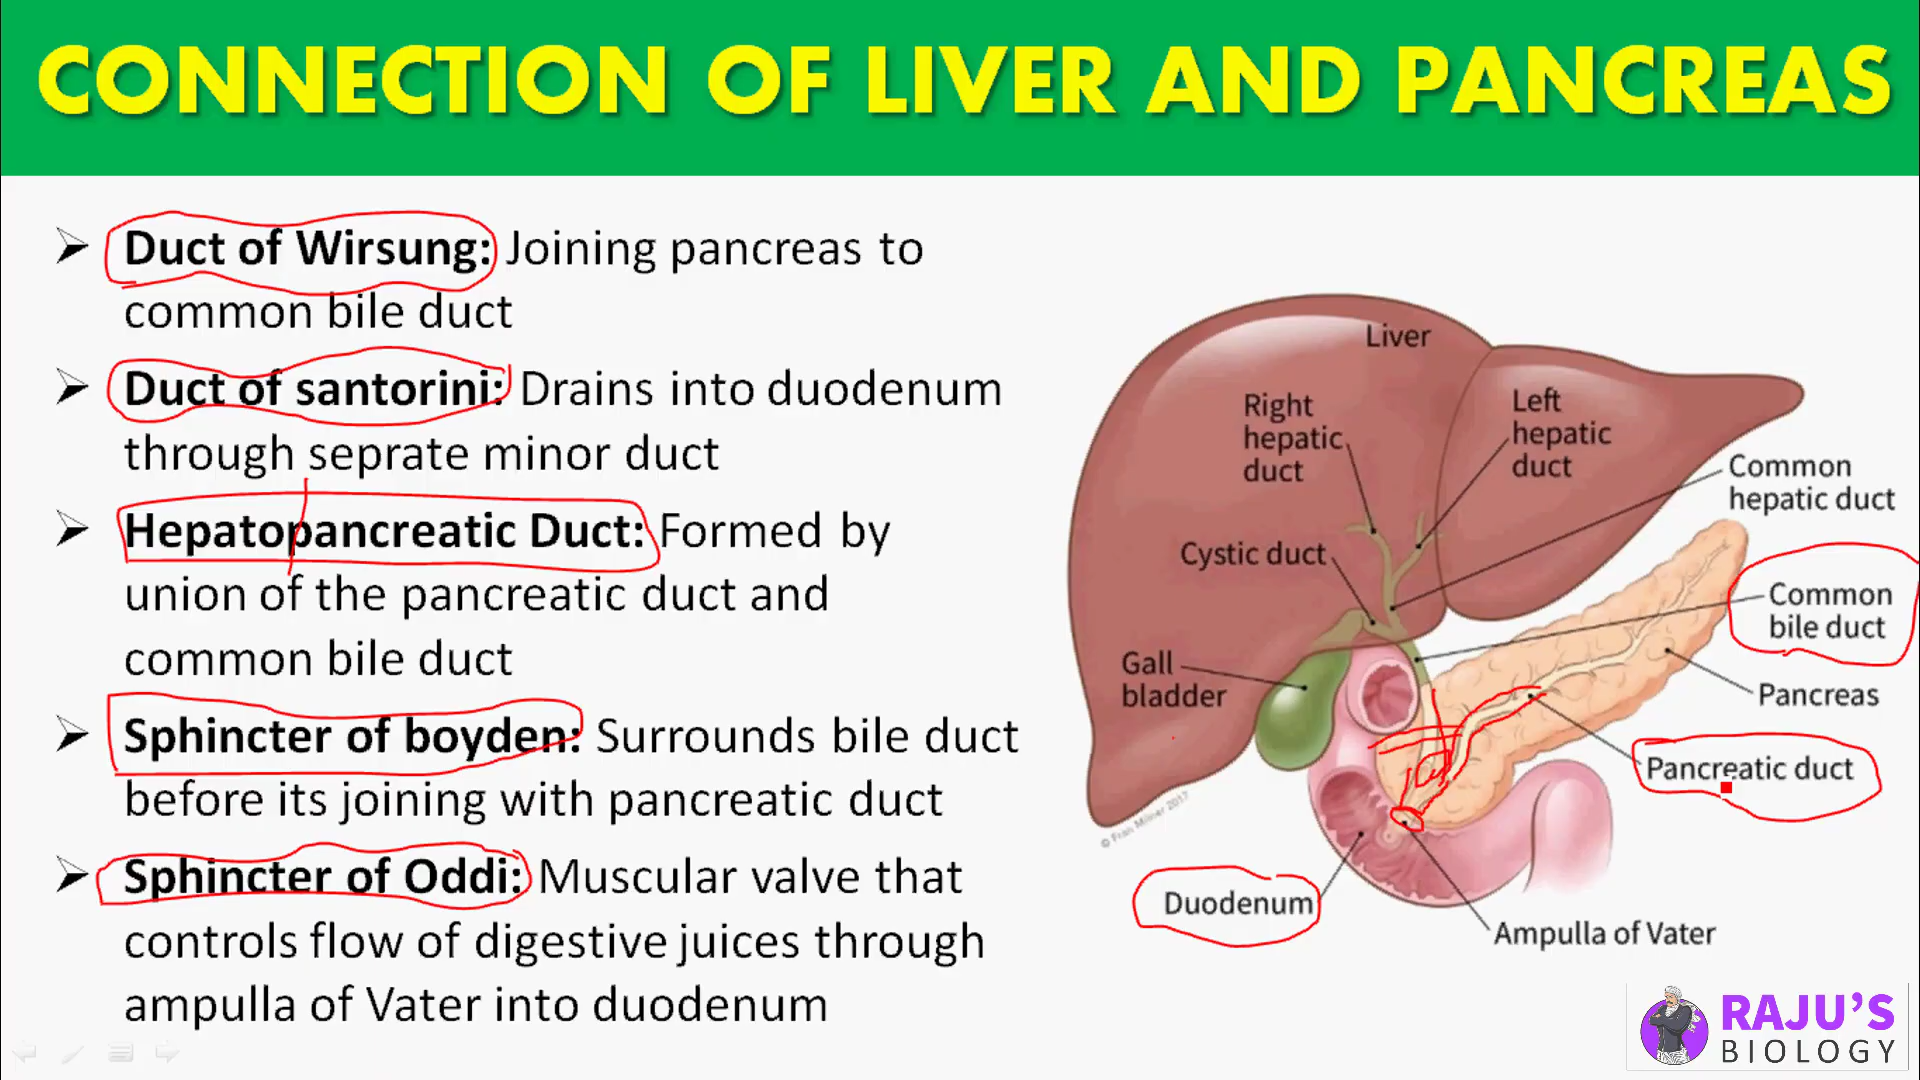 CONNECTION OF LIVER AND PANCREAS
Duct of Wirsung: Joining pancreas to
common bile duct
Duct of santorini: Drains into duodenum
through seprate minor duct
Hepatopancreatic Duct: Formed by
union of the pancreatic duct and
common bile duct
Sphincter of boyden: Surrounds bile duct
before its joining with pancreatic duct
Sphincter of Oddi: Muscular valve that
controls flow of digestive juices through
ampulla of Vater into duodenum
Liver
Right
hepatic
duct
Left
hepatic
duct
Common
hepatic duct
Cystic duct
Common
bile duct
Gall
bladder
Pancreas
Pancreatic duct
© Fran Milner 2017
Duodenum
Ampulla of Vater
RAJU'S
BIOLOGY